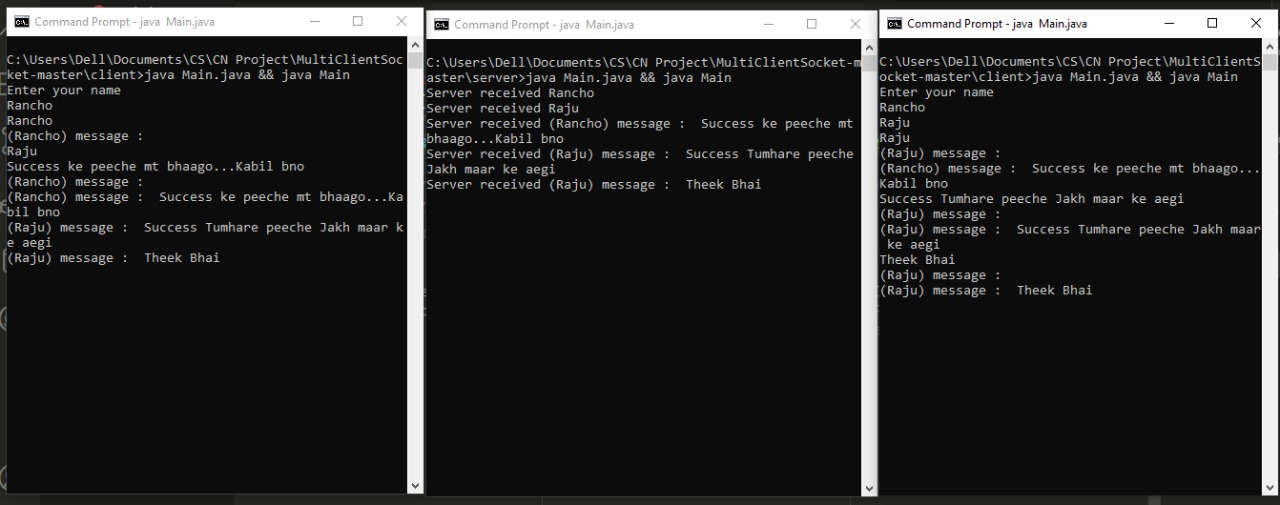 Command Prompt - java  Main.java
C:\Users\Dell\Documents\CS\CN Project\MultiClientSoc
ket-master\client>java Main.java && java Main
Enter your name
Rancho
Rancho
(Rancho) message :
Raju
Success ke peeche mt bhaago...Kabil bno
(Rancho) message :
(Rancho) message :  Success ke peeche mt bhaago...Ka
bil bno
(Raju) message :  Success Tumhare peeche Jakh maar k
e aegi
(Raju) message :  Theek Bhai
Command Prompt - java  Main.java
C:\Users\Dell\Documents\CS\CN Project\MultiClientSocket-m
aster\server>java Main.java && java Main
Server received Rancho
Server received Raju
Server received (Rancho) message :  Success ke peeche mt
bhaago...Kabil bno
Server received (Raju) message :  Success Tumhare peeche
Jakh maar ke aegi
Server received (Raju) message :  Theek Bhai
Command Prompt - java  Main.java
C:\Users\Dell\Documents\CS\CN Project\MultiClientS
ocket-master\client>java Main.java && java Main
Enter your name
Rancho
Raju
Raju
(Raju) message :
(Rancho) message :  Success ke peeche mt bhaago...
Kabil bno
Success Tumhare peeche Jakh maar ke aegi
(Raju) message :
(Raju) message :  Success Tumhare peeche Jakh maar
 ke aegi
Theek Bhai
(Raju) message :
(Raju) message :  Theek Bhai